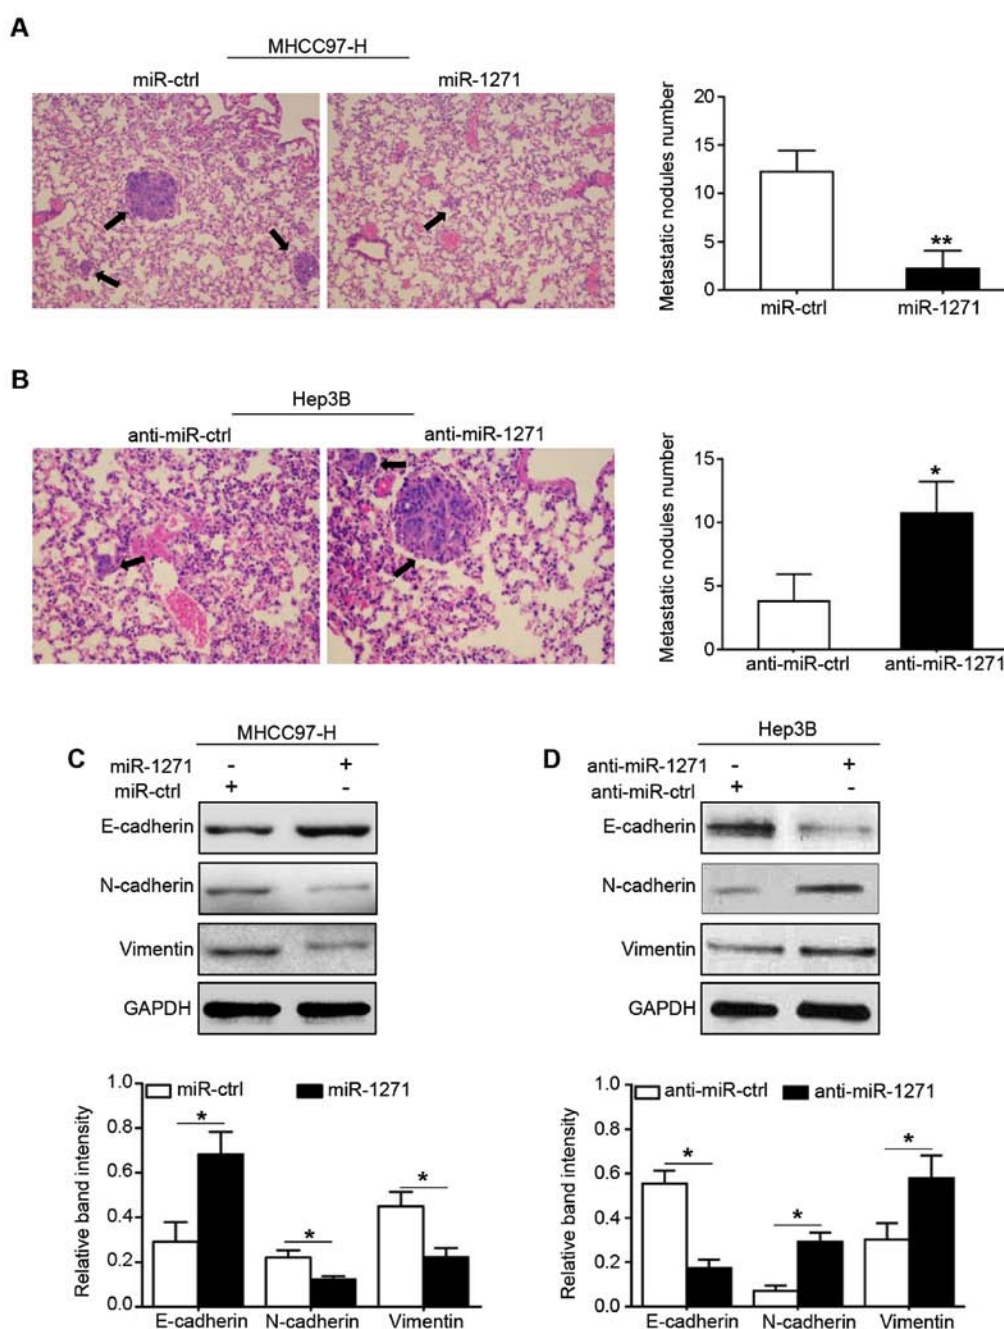 A
MHCC97-H
miR-ctrl
miR-1271
Metastatic nodules number
20
15
10
5
0
**
miR-ctrl
miR-1271
B
Hep3B
anti-miR-ctrl
anti-miR-1271
Metastatic nodules number
15
10
5
0
*
anti-miR-ctrl
anti-miR-1271
C
MHCC97-H
miR-1271 - +
miR-ctrl + -
E-cadherin
N-cadherin
Vimentin
GAPDH
Relative band intensity
1.0
0.8
0.6
0.4
0.2
0.0
miR-ctrl
miR-1271
*
*
*
E-cadherin
N-cadherin
Vimentin
D
Hep3B
anti-miR-1271 - +
anti-miR-ctrl + -
E-cadherin
N-cadherin
Vimentin
GAPDH
Relative band intensity
1.0
0.8
0.6
0.4
0.2
0.0
anti-miR-ctrl
anti-miR-1271
*
*
*
E-cadherin
N-cadherin
Vimentin